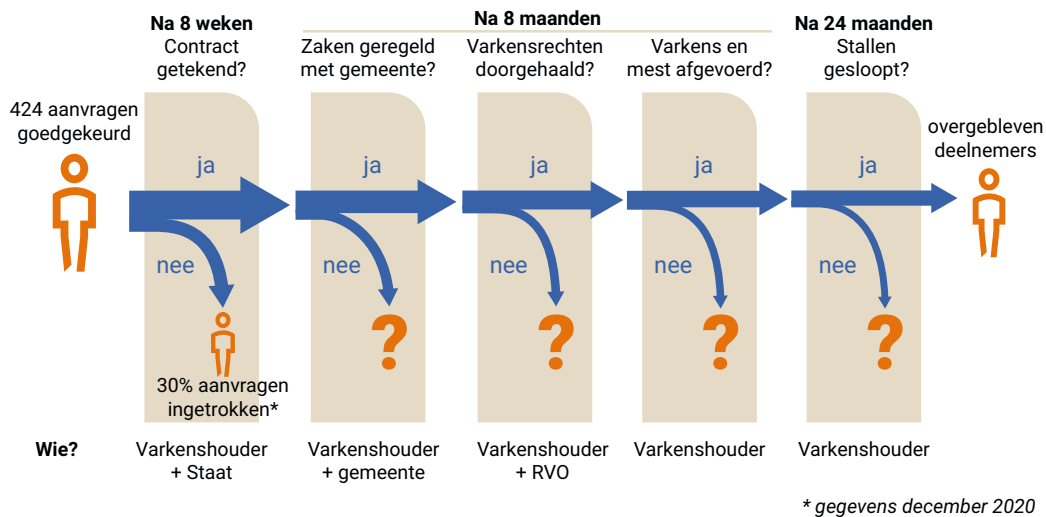 Na 8 weken
Contract
getekend?
Na 8 maanden
Zaken geregeld
met gemeente?
Varkensrechten
doorgehaald?
Varkens en
mest afgevoerd?
Na 24 maanden
Stallen
gesloopt?
424 aanvragen
goedgekeurd
ja
ja
ja
ja
ja
overgebleven
deelnemers
nee
nee
nee
nee
nee
?
?
?
?
30% aanvragen
ingetrokken*
Wie?
Varkenshouder
+ Staat
Varkenshouder
+ gemeente
Varkenshouder
+ RVO
Varkenshouder
Varkenshouder
* gegevens december 2020